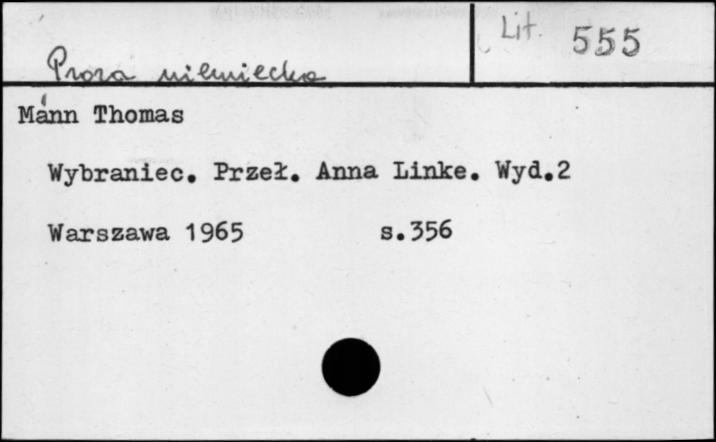 Lit. 555
Proza niemiecka
Mann Thomas
Wybraniec. Przeł. Anna Linke. Wyd.2
Warszawa 1965 s.356